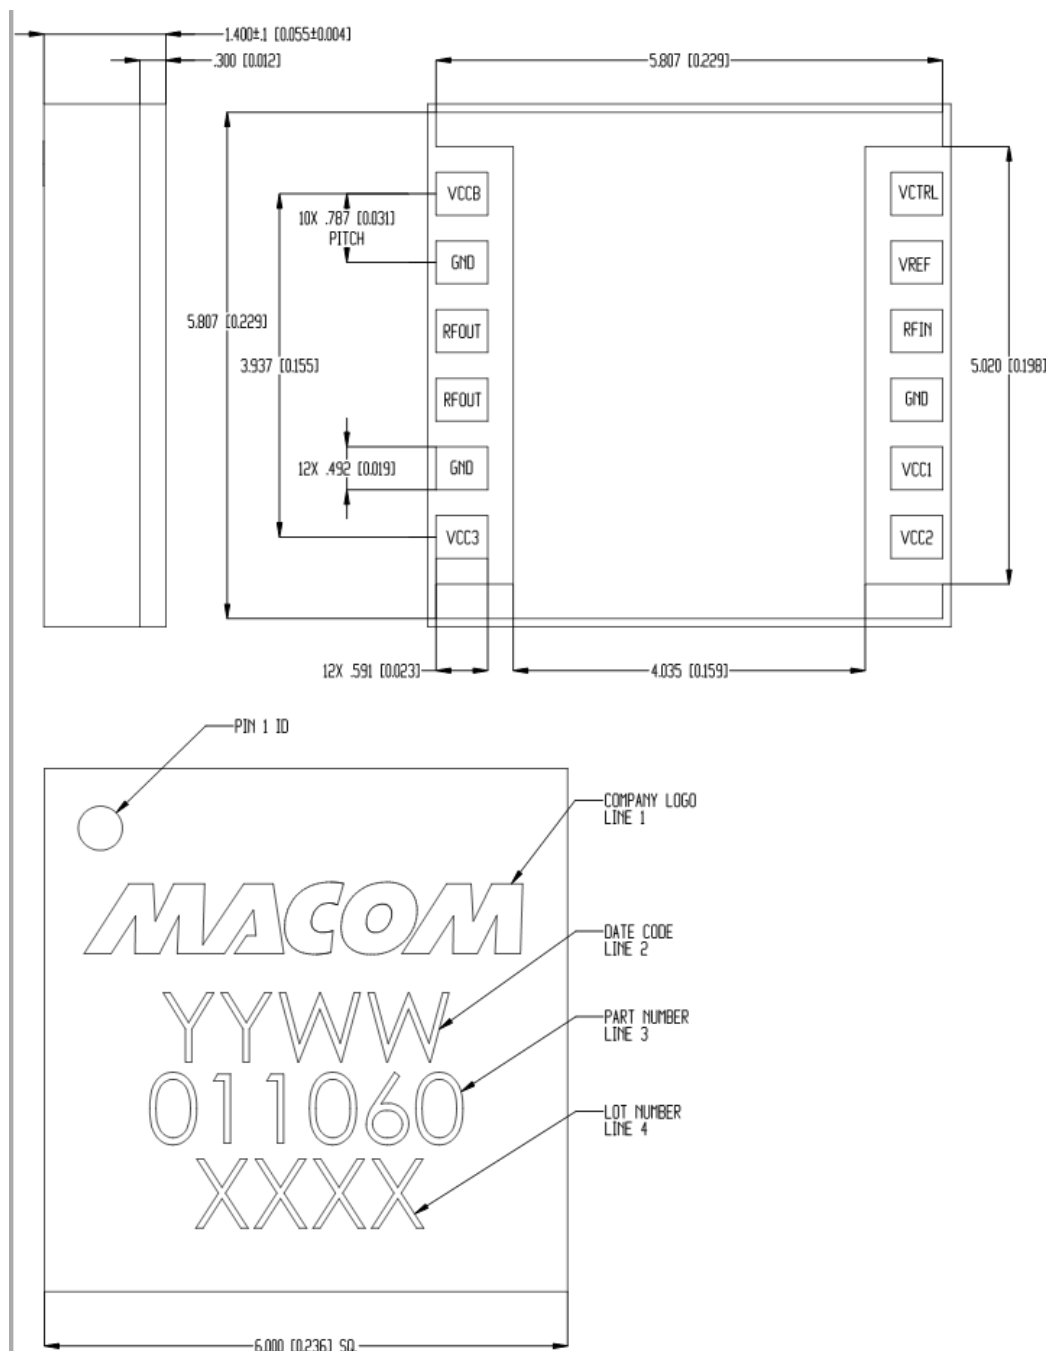 1.400±.1 [0.055±0.004]
.300 [0.012]
5.807 [0.229]
VCCB
VCTRL
10X .787 [0.031]
PITCH
GND
VREF
5.807 [0.229]
RFOUT
RFIN
3.937 [0.155]
5.020 [0.198]
RFOUT
GND
12X .492 [0.019]
GND
VCC1
VCC3
VCC2
12X .591 [0.023]
4.035 [0.159]
PIN 1 ID
COMPANY LOGO
LINE 1
MACOM
DATE CODE
LINE 2
YYWW
PART NUMBER
LINE 3
011060
LOT NUMBER
LINE 4
XXXX
6.000 [0.236] SQ.